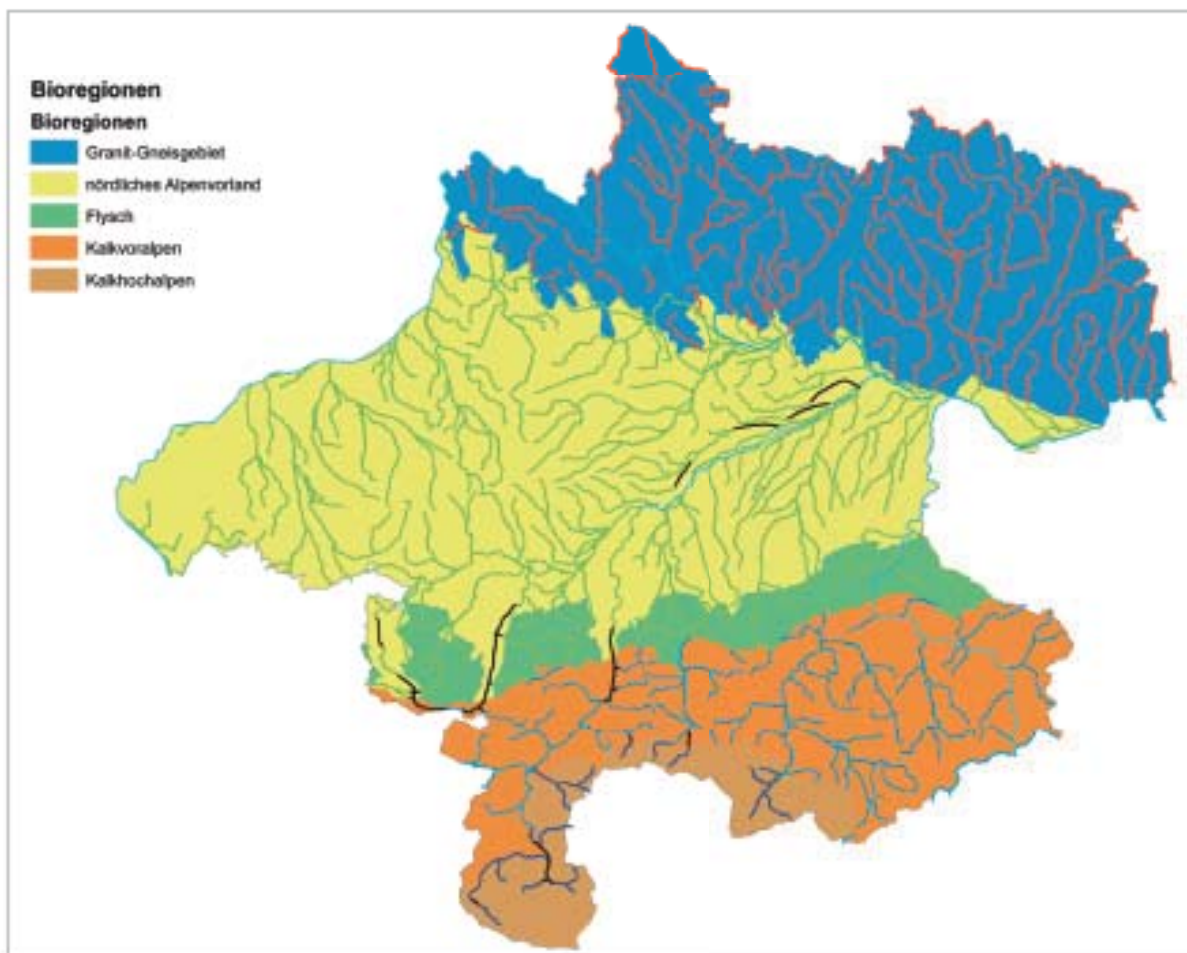 Bioregionen
Bioregionen
Granit-Gneisgebiet
nördliches Alpenvorland
Flysch
Kalkvoralpen
Kalkhochalpen